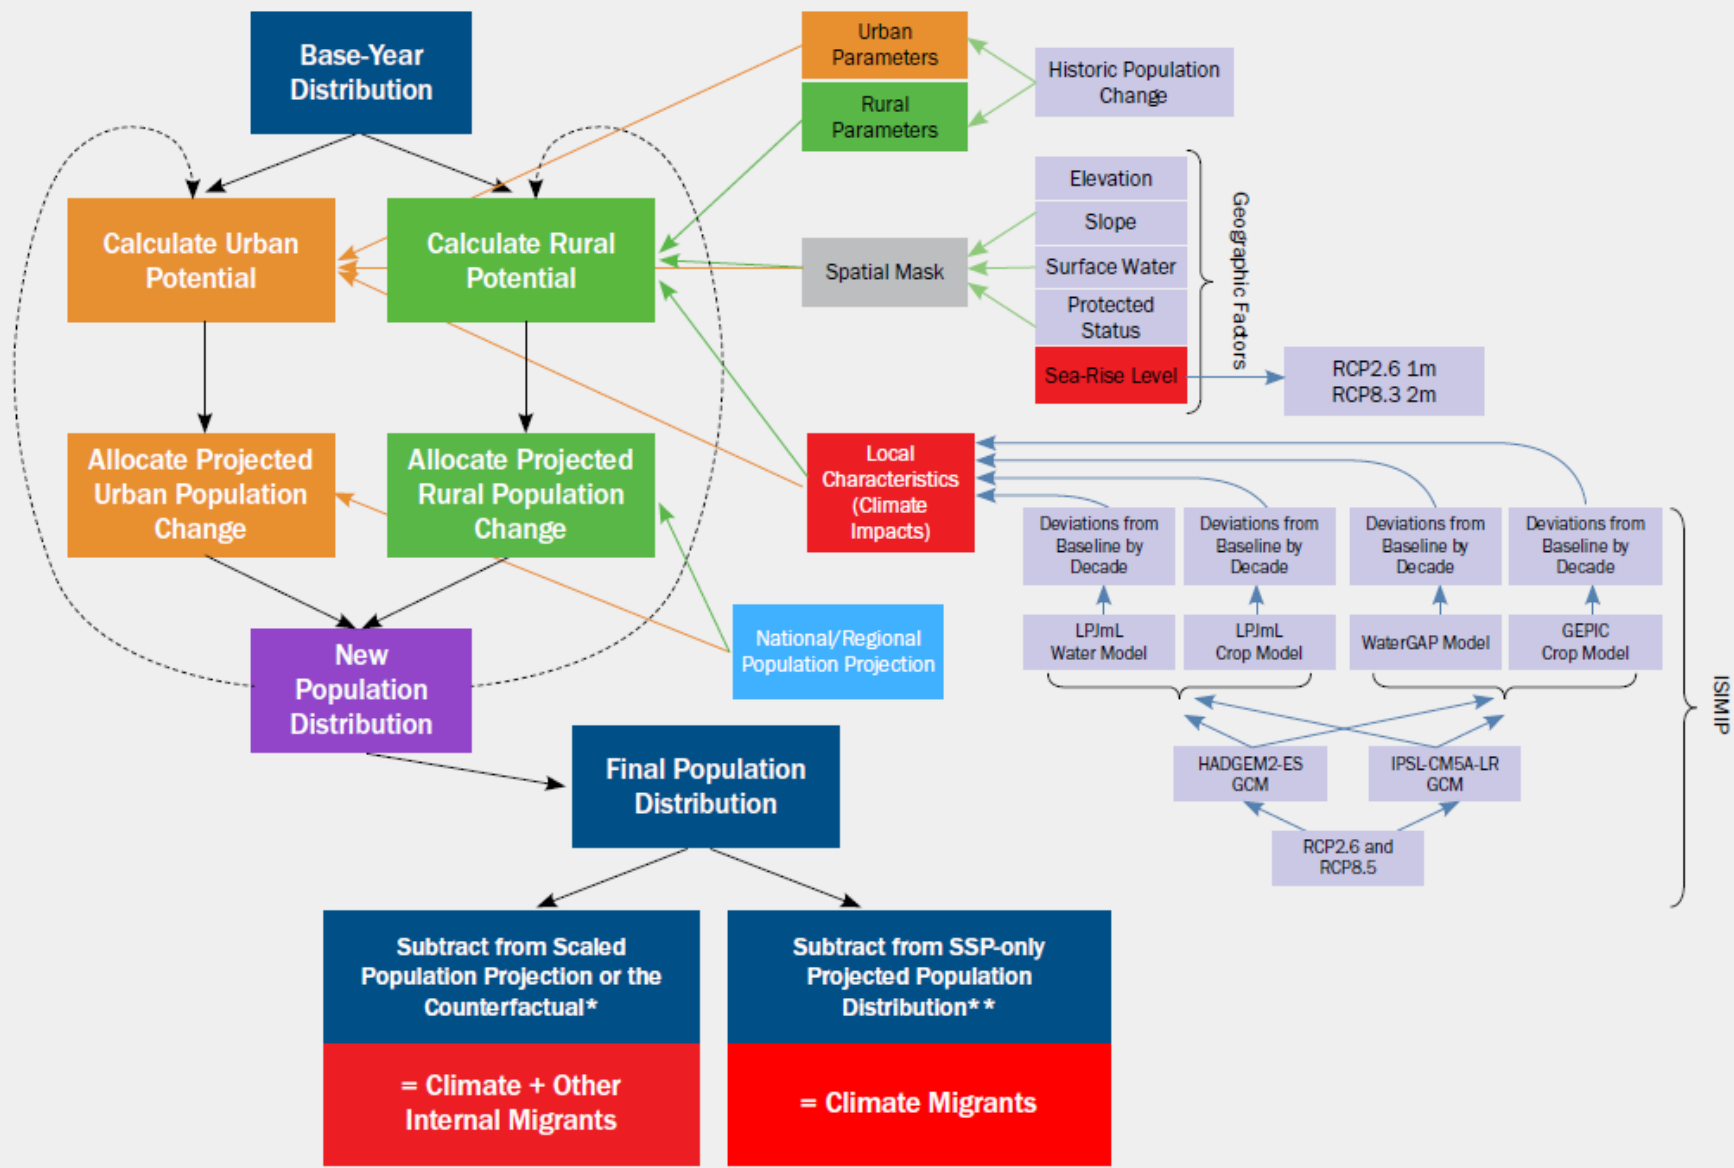 Base-Year
Distribution
Urban
Parameters
Rural
Parameters
Historic Population
Change
Elevation
Slope
Surface Water
Protected
Status
Sea-Rise Level
Geographic Factors
RCP2.6 1m
RCP8.3 2m
Calculate Urban
Potential
Calculate Rural
Potential
Spatial Mask
Allocate Projected
Urban Population
Change
Allocate Projected
Rural Population
Change
Local
Characteristics
(Climate
Impacts)
Deviations from
Baseline by
Decade
Deviations from
Baseline by
Decade
Deviations from
Baseline by
Decade
Deviations from
Baseline by
Decade
LPJmL
Water Model
LPJmL
Crop Model
WaterGAP Model
GEPIC
Crop Model
ISIMIP
New
Population
Distribution
National/Regional
Population Projection
HADGEM2-ES
GCM
IPSL-CM5A-LR
GCM
RCP2.6 and
RCP8.5
Final Population
Distribution
Subtract from Scaled
Population Projection or the
Counterfactual*
= Climate + Other
Internal Migrants
Subtract from SSP-only
Projected Population
Distribution**
= Climate Migrants